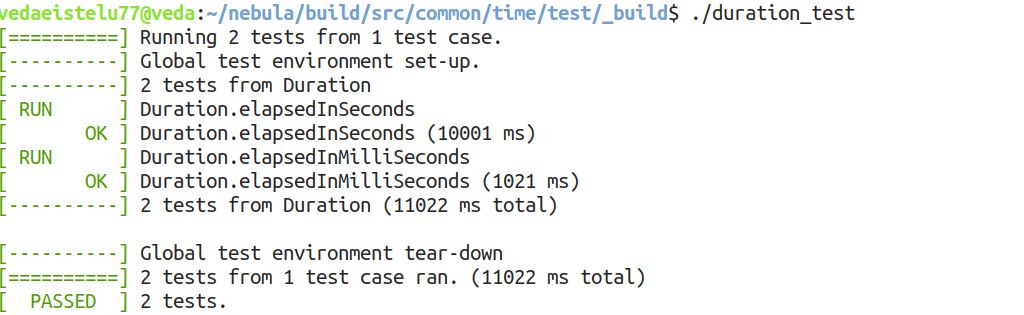 vedaeistelu77@veda:~/nebula/build/src/common/time/test/_build$ ./duration_test
[==========] Running 2 tests from 1 test case.
[----------] Global test environment set-up.
[----------] 2 tests from Duration
[ RUN      ] Duration.elapsedInSeconds
[       OK ] Duration.elapsedInSeconds (10001 ms)
[ RUN      ] Duration.elapsedInMilliSeconds
[       OK ] Duration.elapsedInMilliSeconds (1021 ms)
[----------] 2 tests from Duration (11022 ms total)

[----------] Global test environment tear-down
[==========] 2 tests from 1 test case ran. (11022 ms total)
[  PASSED  ] 2 tests.